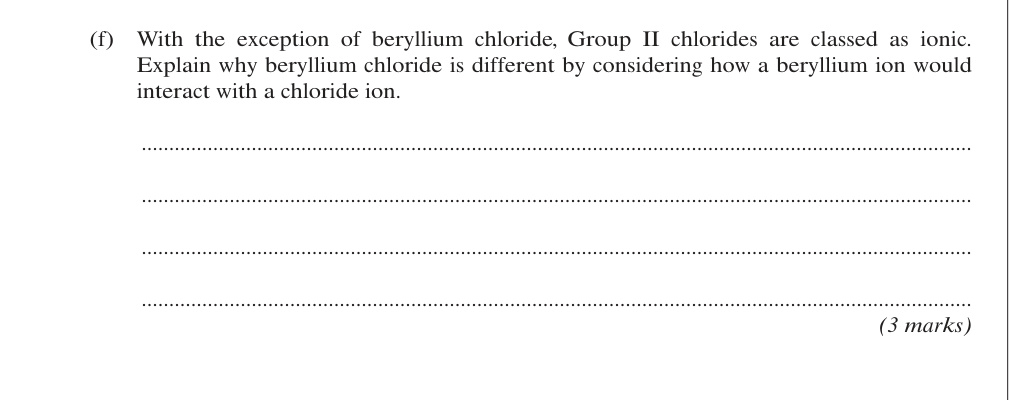 (f) With the exception of beryllium chloride, Group II chlorides are classed as ionic.
Explain why beryllium chloride is different by considering how a beryllium ion would
interact with a chloride ion.
................................................................................
................................................................................
................................................................................
................................................................................
(3 marks)